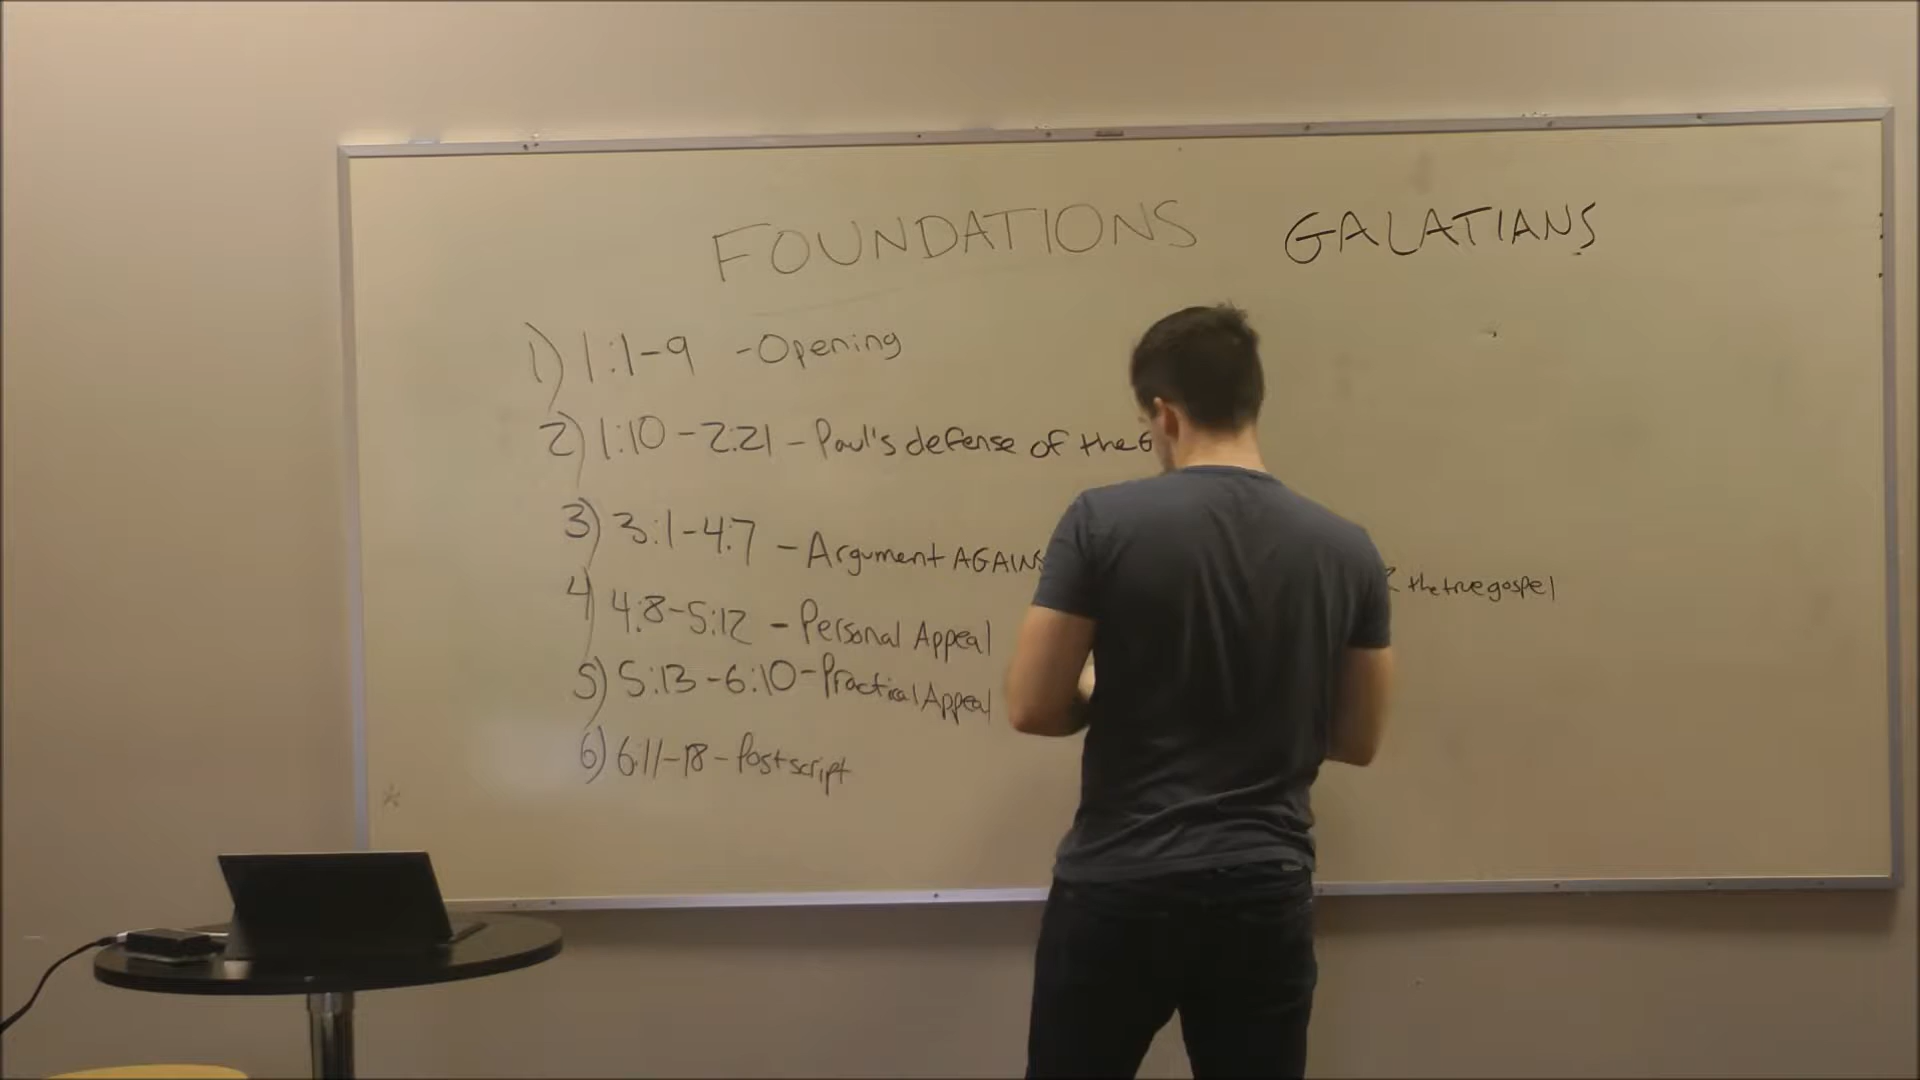 FOUNDATIONS GALATIANS
1) 1:1-9 - Opening
2) 1:10-2:21 - Paul's defense of the
3) 3:1-4:7 - Argument the true gospel
4) 4:8-5:12 - Personal Appeal
5) 5:13-6:10 - Practical Appeal
6) 6:11-18 - Postscript